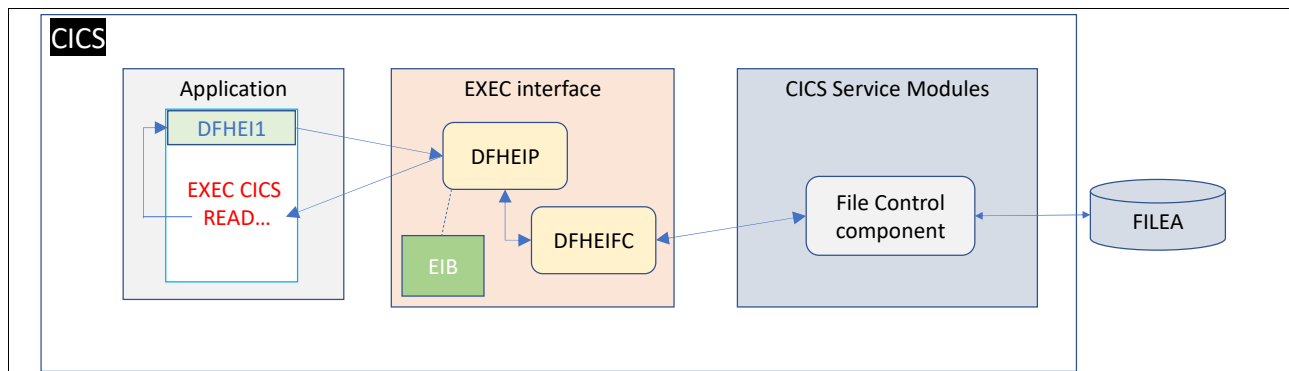 CICS
Application
DFHEI1
EXEC CICS
READ...
EXEC interface
DFHEIP
DFHEIFC
EIB
CICS Service Modules
File Control
component
FILEA